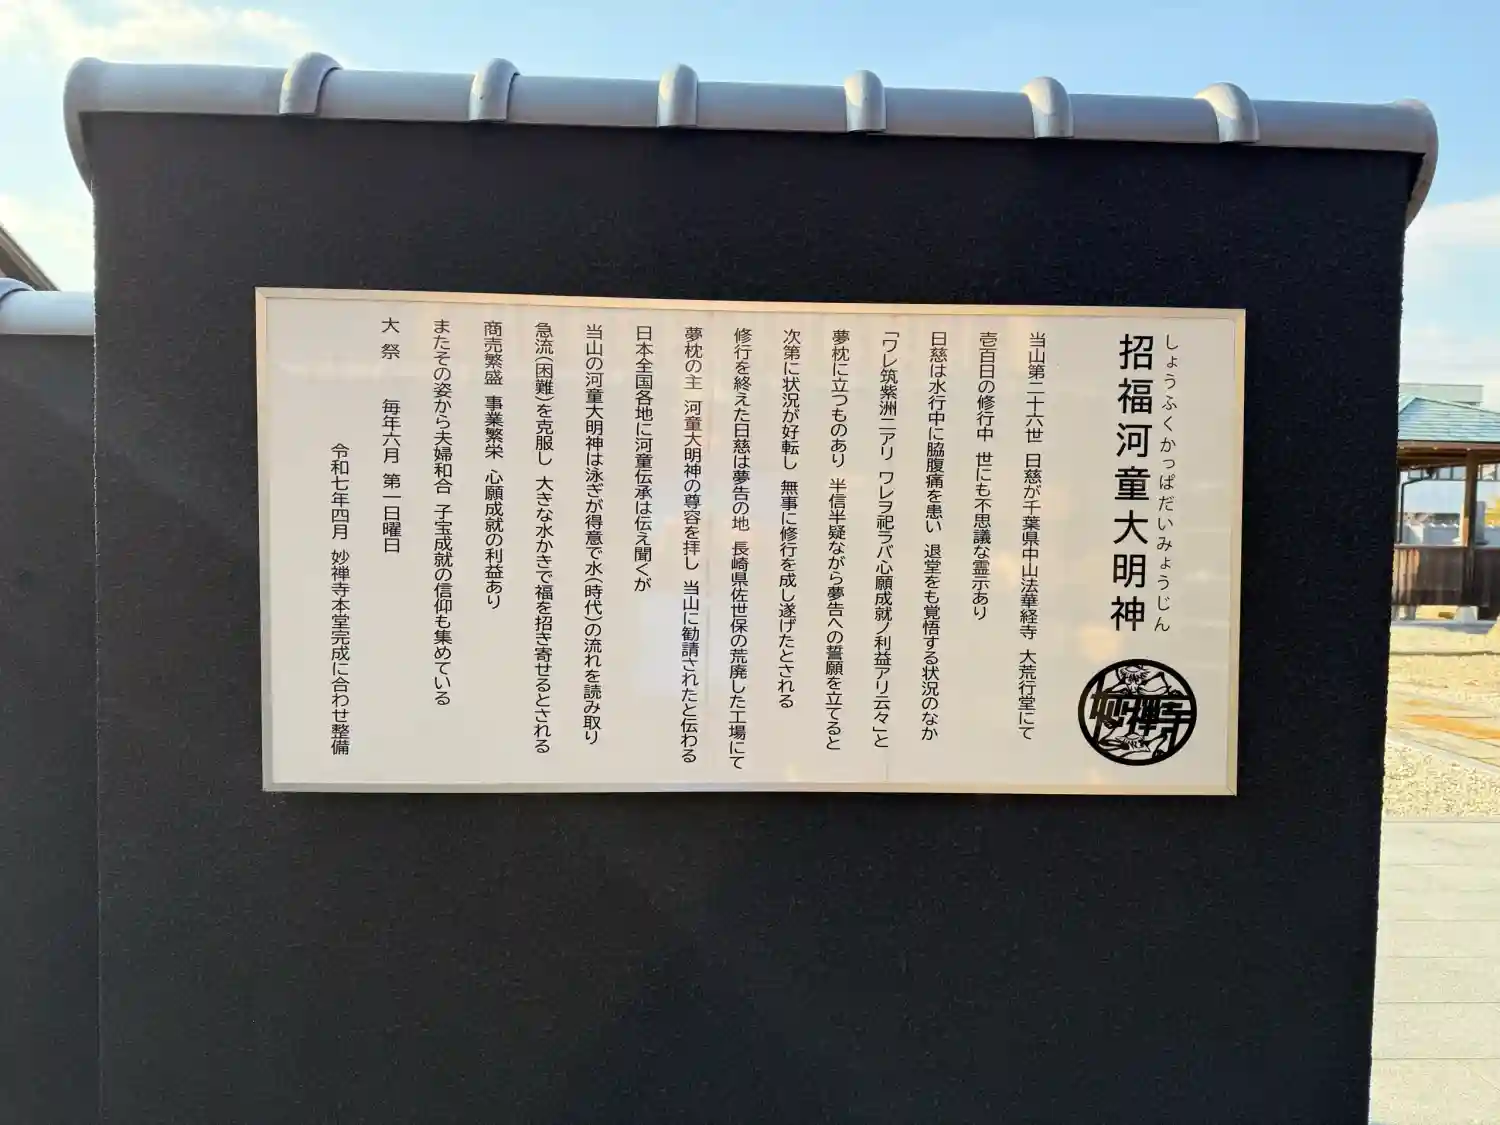 しょうふくかっぱだいみょうじん
招福河童大明神
妙禅寺
当山第二十六世 日慈が千葉県中山法華経寺 大荒行堂にて
壱百日の修行中 世にも不思議な霊示あり
日慈は水行中に脇腹痛を患い 退堂をも覚悟する状況のなか
「ワレ筑紫洲ニアリ ワレヲ祀ラバ心願成就ノ利益アリ云々」と
夢枕に立つものあり 半信半疑ながら夢告への誓願を立てると
次第に状況が好転し 無事に修行を成し遂げたとされる
修行を終えた日慈は夢告の地 長崎県佐世保の荒廃した工場にて
夢枕の主 河童大明神の尊容を拝し 当山に勧請されたと伝わる
日本全国各地に河童伝承は伝え聞くが
当山の河童大明神は泳ぎが得意で水(時代)の流れを読み取り
急流(困難)を克服し 大きな水かきで福を招き寄せるとされる
商売繁盛 事業繁栄 心願成就の利益あり
またその姿から夫婦和合 子宝成就の信仰も集めている
大祭 毎年六月 第一日曜日
令和七年四月 妙禅寺本堂完成に合わせ整備